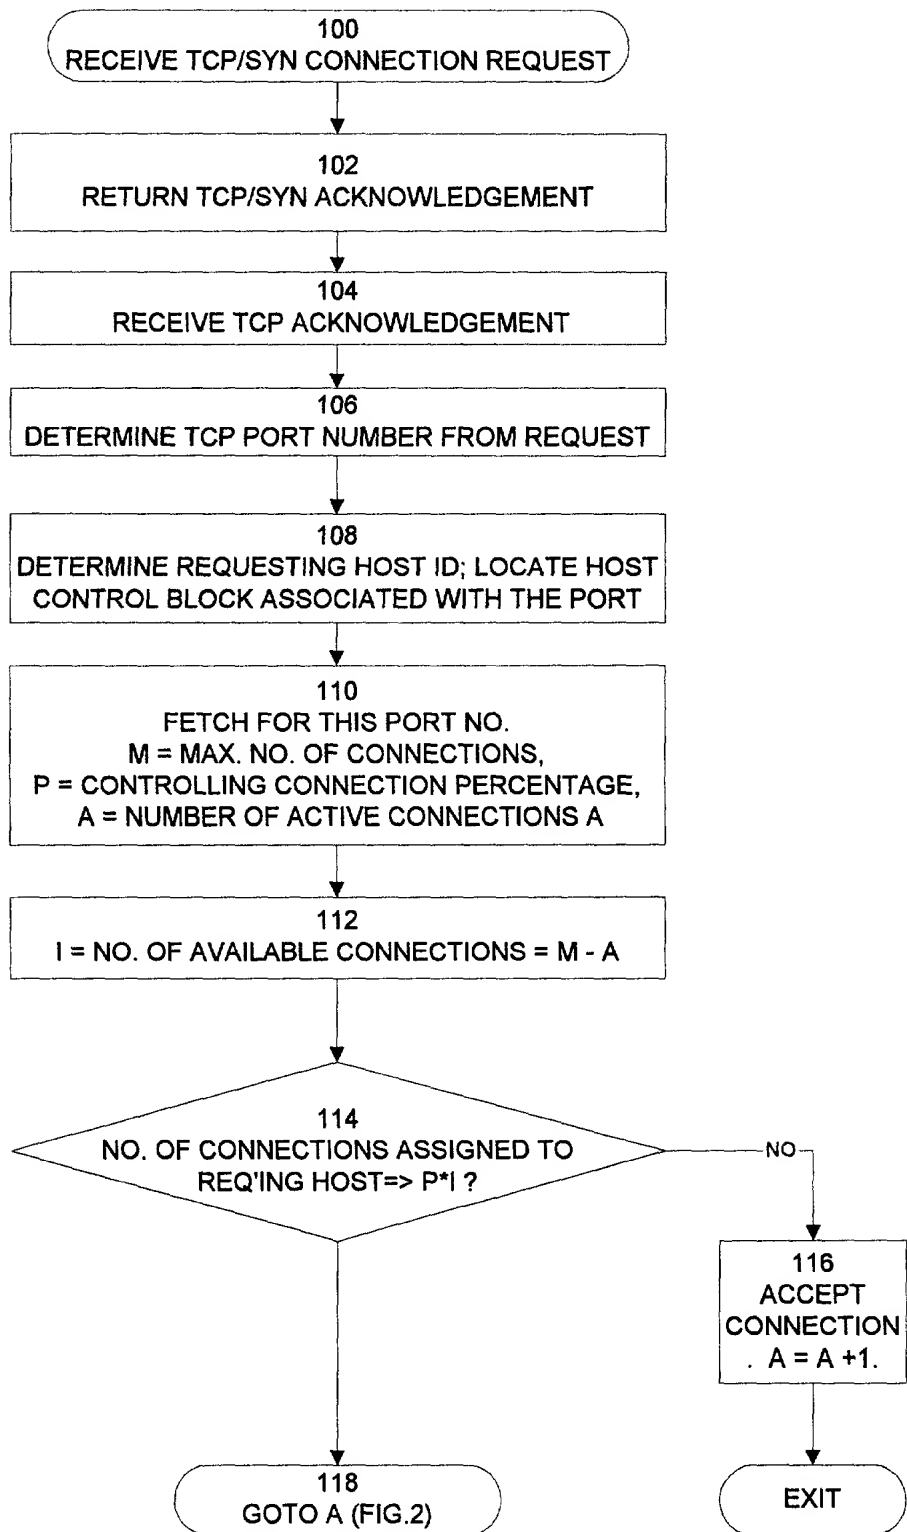 100
RECEIVE TCP/SYN CONNECTION REQUEST
102
RETURN TCP/SYN ACKNOWLEDGEMENT
104
RECEIVE TCP ACKNOWLEDGEMENT
106
DETERMINE TCP PORT NUMBER FROM REQUEST
108
DETERMINE REQUESTING HOST ID; LOCATE HOST
CONTROL BLOCK ASSOCIATED WITH THE PORT
110
FETCH FOR THIS PORT NO.
M = MAX. NO. OF CONNECTIONS,
P = CONTROLLING CONNECTION PERCENTAGE,
A = NUMBER OF ACTIVE CONNECTIONS A
112
I = NO. OF AVAILABLE CONNECTIONS = M - A
114
NO. OF CONNECTIONS ASSIGNED TO
REQ'ING HOST=> P*I ?
NO
116
ACCEPT
CONNECTION
. A = A +1.
118
GOTO A (FIG.2)
EXIT